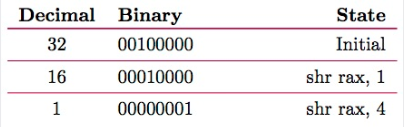 Decimal Binary State
32 00100000 Initial
16 00010000 shr rax, 1
1 00000001 shr rax, 4